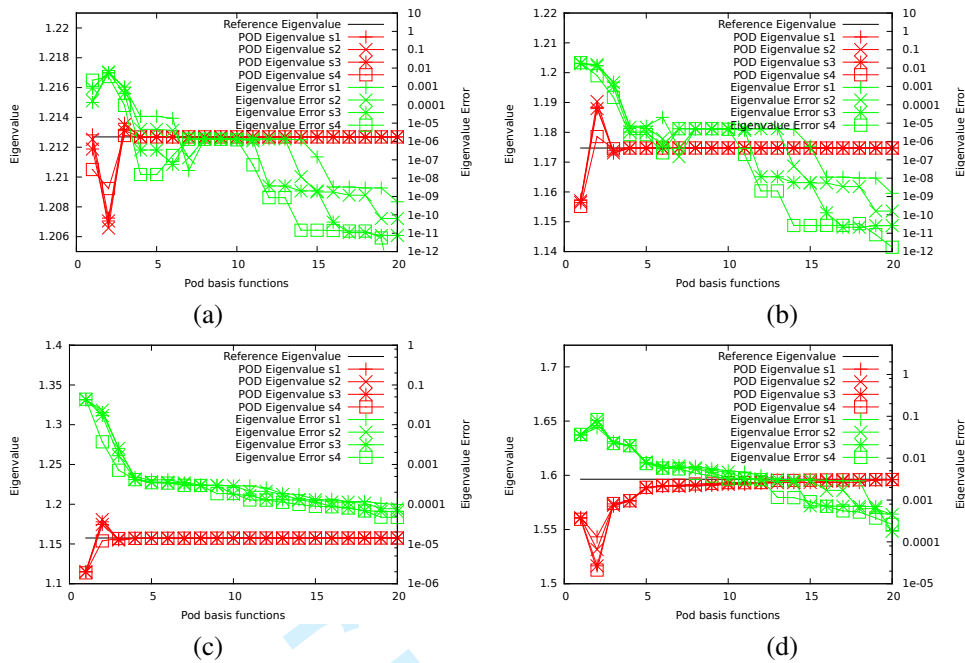 Reference Eigenvalue
POD Eigenvalue s1
POD Eigenvalue s2
POD Eigenvalue s3
POD Eigenvalue s4
Eigenvalue Error s1
Eigenvalue Error s2
Eigenvalue Error s3
Eigenvalue Error s4
1.22
1.218
1.216
1.214
1.212
1.21
1.208
1.206
Eigenvalue
10
1
0.1
0.01
0.001
0.0001
1e-05
1e-06
1e-07
1e-08
1e-09
1e-10
1e-11
1e-12
Eigenvalue Error
0 5 10 15 20
Pod basis functions
(a)
Reference Eigenvalue
POD Eigenvalue s1
POD Eigenvalue s2
POD Eigenvalue s3
POD Eigenvalue s4
Eigenvalue Error s1
Eigenvalue Error s2
Eigenvalue Error s3
Eigenvalue Error s4
1.22
1.21
1.2
1.19
1.18
1.17
1.16
1.15
1.14
Eigenvalue
10
1
0.1
0.01
0.001
0.0001
1e-05
1e-06
1e-07
1e-08
1e-09
1e-10
1e-11
1e-12
Eigenvalue Error
0 5 10 15 20
Pod basis functions
(b)
Reference Eigenvalue
POD Eigenvalue s1
POD Eigenvalue s2
POD Eigenvalue s3
POD Eigenvalue s4
Eigenvalue Error s1
Eigenvalue Error s2
Eigenvalue Error s3
Eigenvalue Error s4
1.4
1.35
1.3
1.25
1.2
1.15
1.1
Eigenvalue
1
0.1
0.01
0.001
0.0001
1e-05
1e-06
Eigenvalue Error
0 5 10 15 20
Pod basis functions
(c)
Reference Eigenvalue
POD Eigenvalue s1
POD Eigenvalue s2
POD Eigenvalue s3
POD Eigenvalue s4
Eigenvalue Error s1
Eigenvalue Error s2
Eigenvalue Error s3
Eigenvalue Error s4
1.7
1.65
1.6
1.55
1.5
Eigenvalue
1
0.1
0.01
0.001
0.0001
1e-05
Eigenvalue Error
0 5 10 15 20
Pod basis functions
(d)